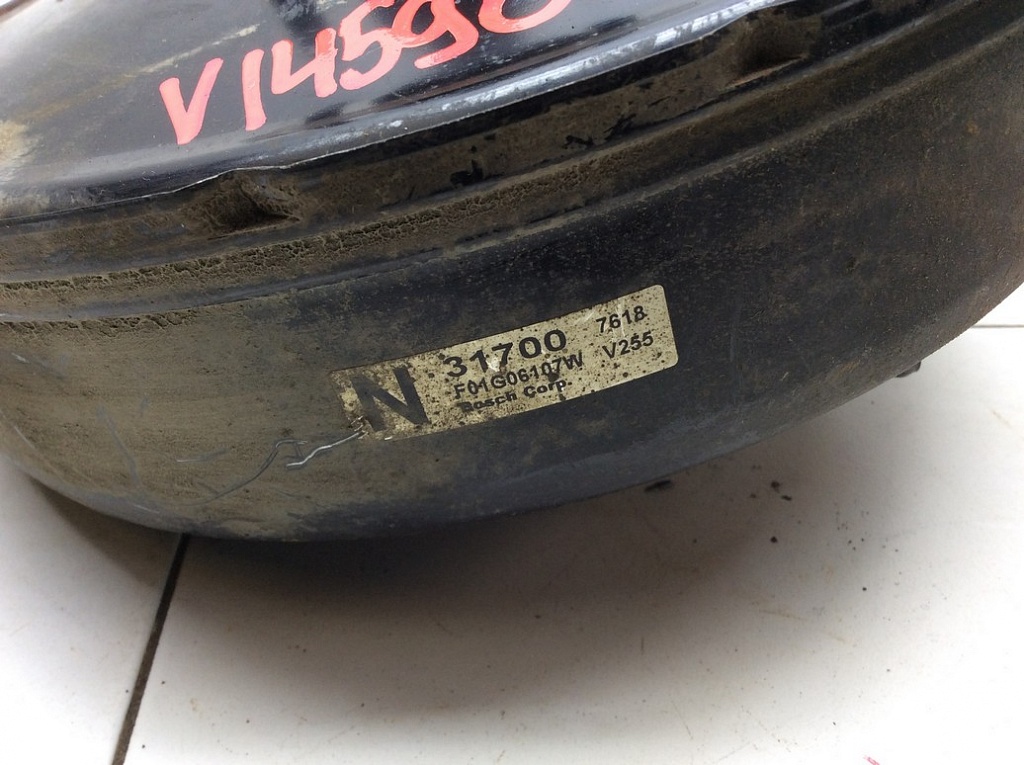 V14590
N
31700 7618
F01G06107W V255
Bosch Corp.